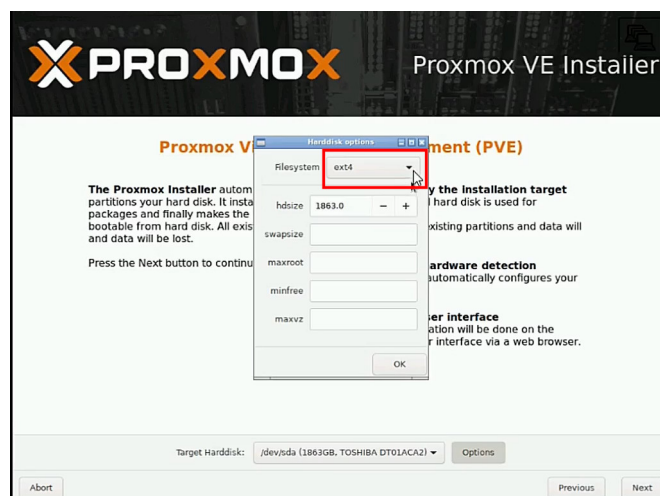 PROXMOX
Proxmox VE Installer
Proxmox V
ment (PVE)
Harddisk options
Filesystem
ext4
hdsize
1863.0
-
+
swapsize
maxroot
minfree
maxvz
OK
The Proxmox Installer autom
partitions your hard disk. It insta
packages and finally makes the
bootable from hard disk. All exis
and data will be lost.
Press the Next button to continu
y the installation target
hard disk is used for
existing partitions and data will
ardware detection
automatically configures your
ser interface
ation will be done on the
r interface via a web browser.
Target Harddisk:
/dev/sda (1863GB, TOSHIBA DT01ACA2)
Options
Abort
Previous
Next